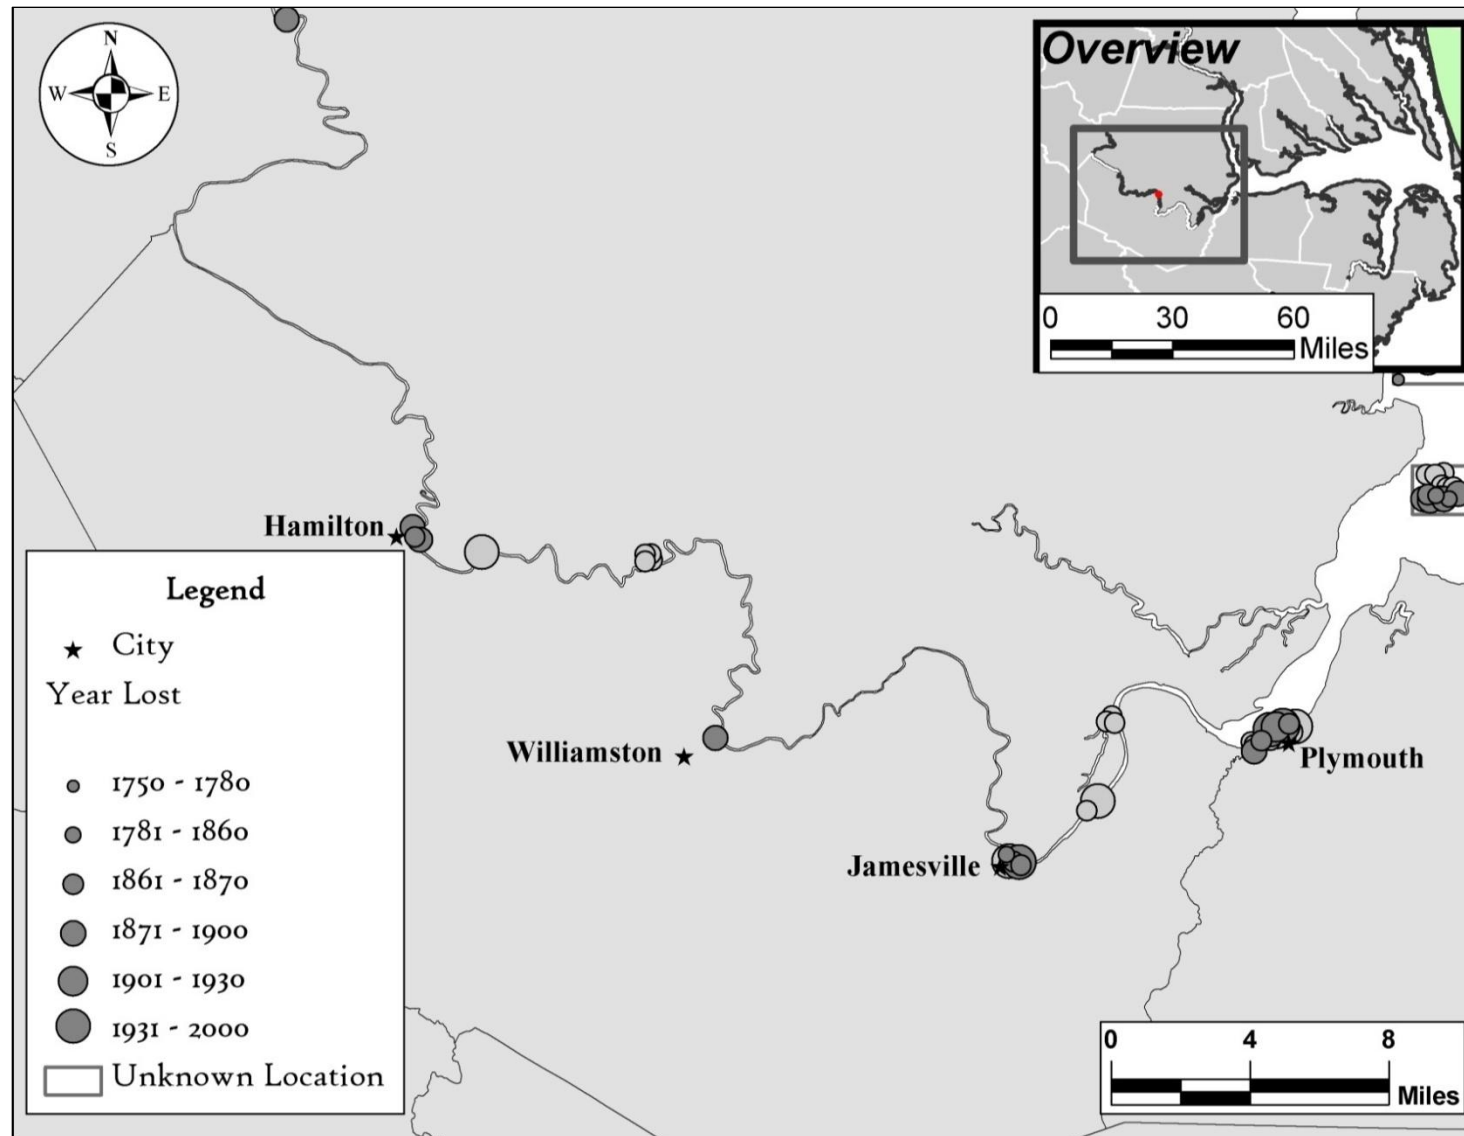 N
W E
S
Overview
0 30 60
Miles
Hamilton
Williamston
Jamesville
Plymouth
Legend
City
Year Lost
1750 - 1780
1781 - 1860
1861 - 1870
1871 - 1900
1901 - 1930
1931 - 2000
Unknown Location
0 4 8
Miles